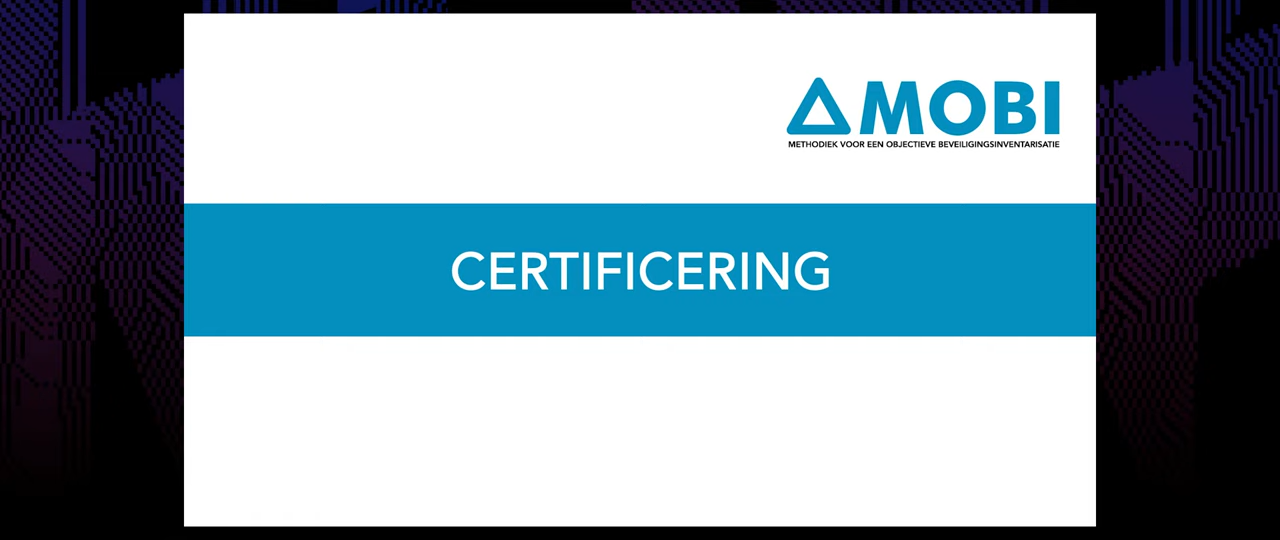 MOBI
METHODIEK VOOR EEN OBJECTIEVE BEVEILIGINGSINVENTARISATIE
CERTIFICERING